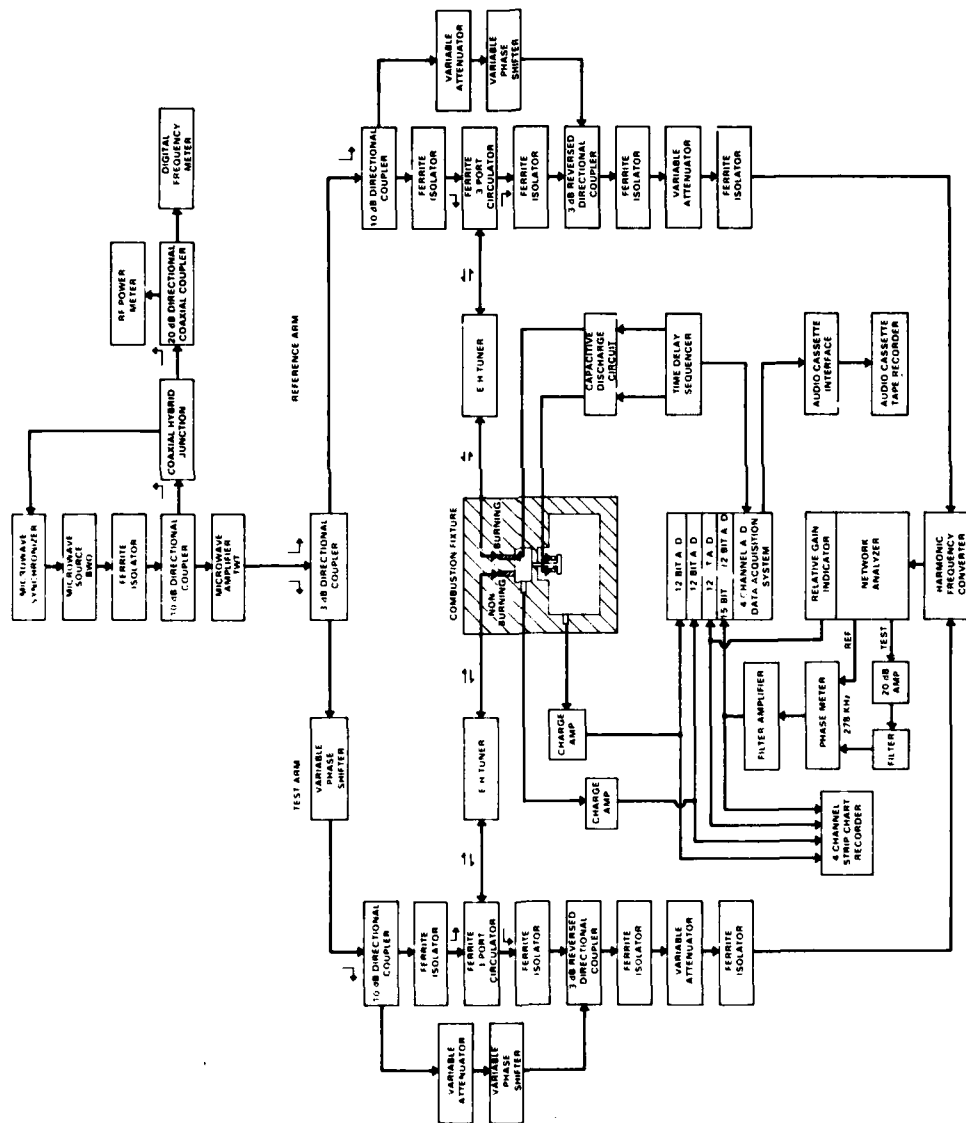 MICROWAVE
SYNCHRONIZER
MICROWAVE
SOURCE
BWO
FERRITE
ISOLATOR
10 dB DIRECTIONAL
COUPLER
MICROWAVE
AMPLIFIER
TWT
COAXIAL HYBRID
JUNCTION
RF POWER
METER
20 dB DIRECTIONAL
COAXIAL COUPLER
DIGITAL
FREQUENCY
METER
TEST ARM
REFERENCE ARM
VARIABLE
PHASE
SHIFTER
3 dB DIRECTIONAL
COUPLER
10 dB DIRECTIONAL
COUPLER
FERRITE
ISOLATOR
FERRITE
3 PORT
CIRCULATOR
FERRITE
ISOLATOR
3 dB REVERSED
DIRECTIONAL
COUPLER
FERRITE
ISOLATOR
VARIABLE
ATTENUATOR
FERRITE
ISOLATOR
VARIABLE
ATTENUATOR
VARIABLE
PHASE
SHIFTER
E H TUNER
COMBUSTION FIXTURE
NON
BURNING
BURNING
E H TUNER
10 dB DIRECTIONAL
COUPLER
FERRITE
ISOLATOR
FERRITE
3 PORT
CIRCULATOR
FERRITE
ISOLATOR
3 dB REVERSED
DIRECTIONAL
COUPLER
FERRITE
ISOLATOR
VARIABLE
ATTENUATOR
FERRITE
ISOLATOR
VARIABLE
ATTENUATOR
VARIABLE PHASE
SHIFTER
CHARGE
AMP
CHARGE
AMP
CAPACITIVE
DISCHARGE
CIRCUIT
TIME DELAY
SEQUENCER
12 BIT A D
12 BIT A D
12 A D
15 BIT 12 BIT A D
4 CHANNEL A D
DATA ACQUISITION
SYSTEM
AUDIO CASSETTE
INTERFACE
AUDIO CASSETTE
TAPE RECORDER
4 CHANNEL
STRIP CHART
RECORDER
FILTER AMPLIFIER
PHASE METER
278 KHz
FILTER
20 dB
AMP
REF
TEST
RELATIVE GAIN
INDICATOR
NETWORK
ANALYZER
HARMONIC
FREQUENCY
CONVERTER